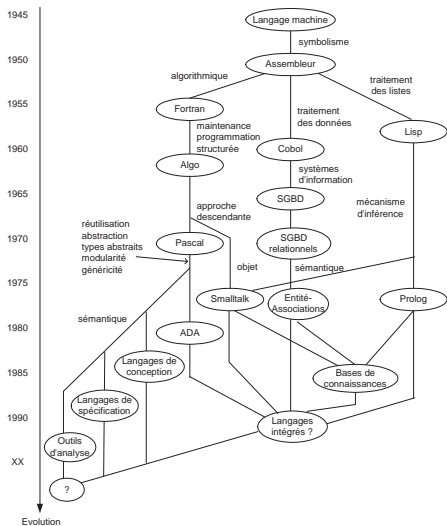 1945
Langage machine
symbolisme
1950
Assembleur
algorithmique
traitement
des listes
1955
Fortran
traitement
des données
Lisp
maintenance
programmation
structurée
1960
Cobol
Algo
systèmes
d'information
1965
SGBD
approche
descendante
mécanisme
d'inférence
réutilisation
abstraction
types abstraits
modularité
généricité
1970
Pascal
SGBD
relationnels
objet
sémantique
1975
Smalltalk
Entité-
Associations
Prolog
sémantique
1980
ADA
Langages de
conception
1985
Bases de
connaissances
Langages de
spécification
1990
Langages
intégrés ?
Outils
d'analyse
XX
?
Evolution